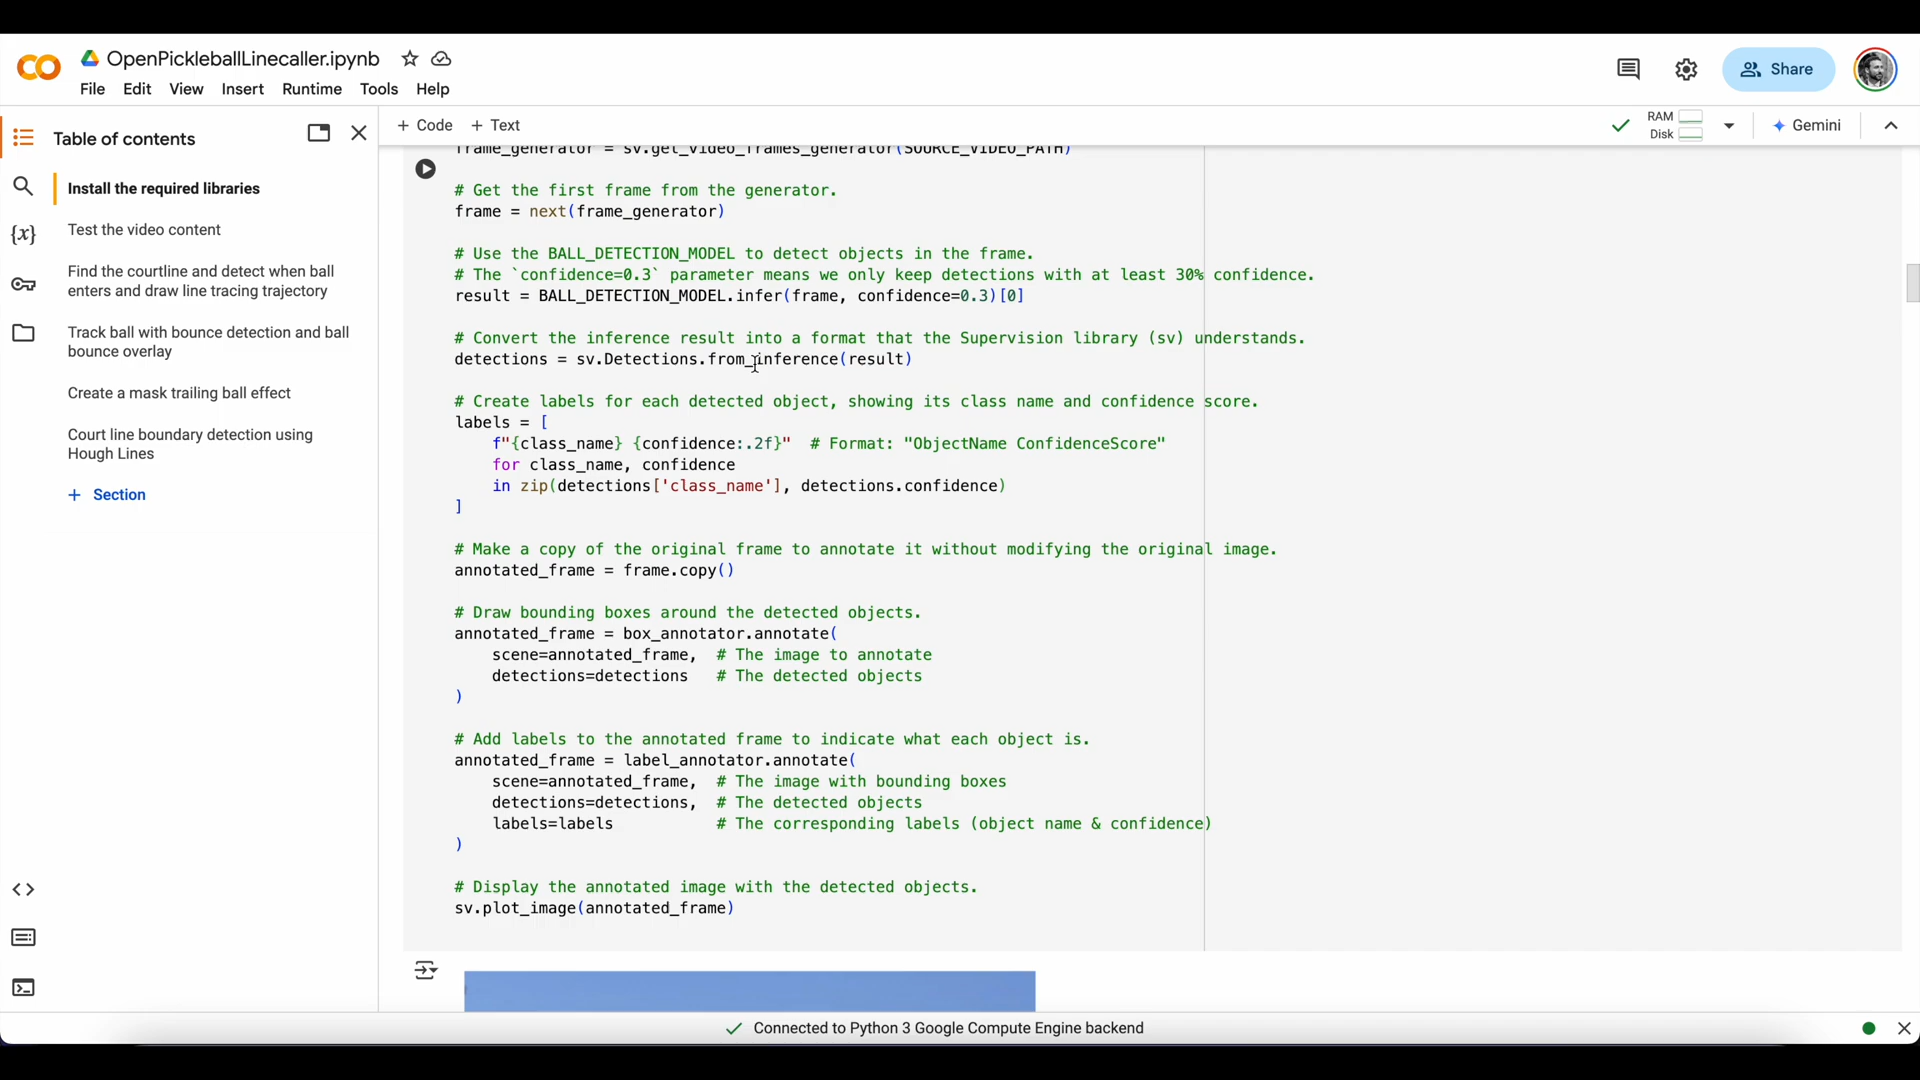 OpenPickleballLinecaller.ipynb
File Edit View Insert Runtime Tools Help
Share
Table of contents
+ Code + Text
RAM
Disk
Gemini
Install the required libraries
Test the video content
Find the courtline and detect when ball
enters and draw line tracing trajectory
Track ball with bounce detection and ball
bounce overlay
Create a mask trailing ball effect
Court line boundary detection using
Hough Lines
+ Section
{x}
frame_generator = sv.get_video_frames_generator(SOURCE_VIDEO_PATH)
# Get the first frame from the generator.
frame = next(frame_generator)
# Use the BALL_DETECTION_MODEL to detect objects in the frame.
# The `confidence=0.3` parameter means we only keep detections with at least 30% confidence.
result = BALL_DETECTION_MODEL.infer(frame, confidence=0.3)[0]
# Convert the inference result into a format that the Supervision library (sv) understands.
detections = sv.Detections.from_inference(result)
# Create labels for each detected object, showing its class name and confidence score.
labels = [
f"{class_name} {confidence:.2f}" # Format: "ObjectName ConfidenceScore"
for class_name, confidence
in zip(detections['class_name'], detections.confidence)
]
# Make a copy of the original frame to annotate it without modifying the original image.
annotated_frame = frame.copy()
# Draw bounding boxes around the detected objects.
annotated_frame = box_annotator.annotate(
scene=annotated_frame, # The image to annotate
detections=detections # The detected objects
)
# Add labels to the annotated frame to indicate what each object is.
annotated_frame = label_annotator.annotate(
scene=annotated_frame, # The image with bounding boxes
detections=detections, # The detected objects
labels=labels # The corresponding labels (object name & confidence)
)
# Display the annotated image with the detected objects.
sv.plot_image(annotated_frame)
Connected to Python 3 Google Compute Engine backend